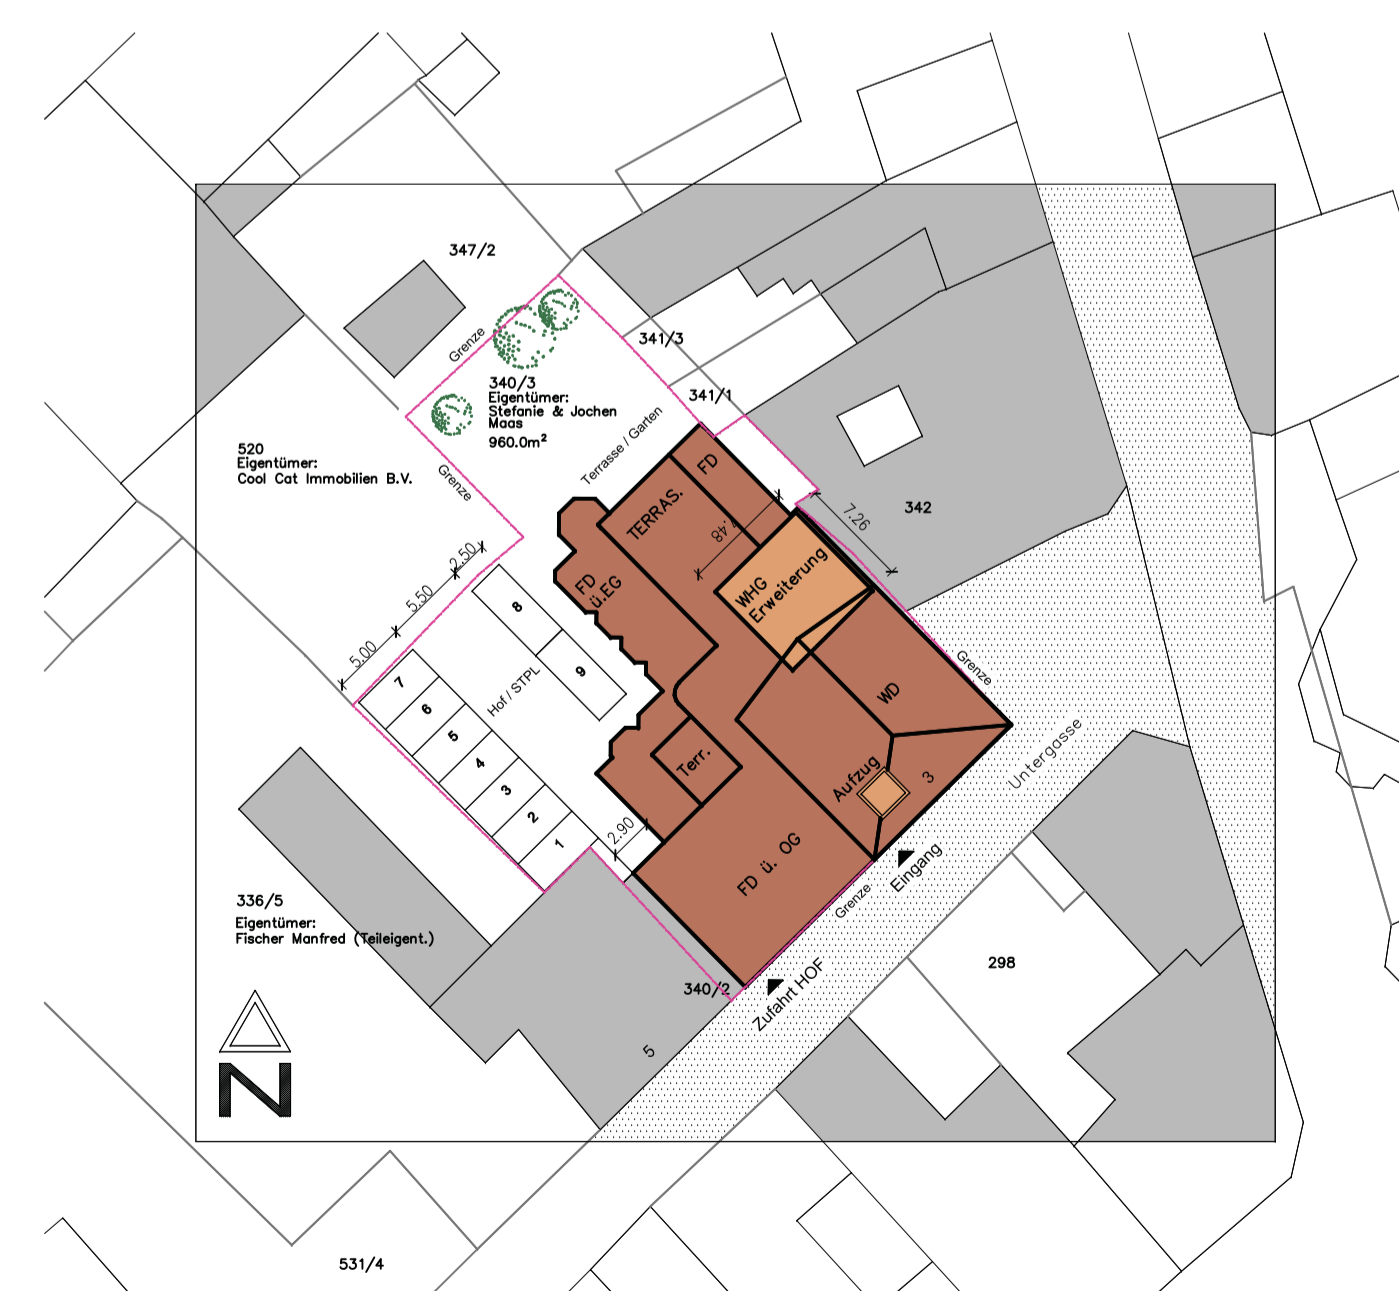 347/2
Grenze
341/3
340/3
Eigentümer:
Stefanie & Jochen
Maas
960.0m²
341/1
Terrasse / Garten
520
Eigentümer:
Cool Cat Immobilien B.V.
Grenze
FD
TERRAS.
7.26
342
2.50
5.50
5.00
FD
ü.EG
WHG
Erweiterung
8
9
Hof / STPL
7
6
5
4
3
2
1
Grenze
WD
Terr.
Aufzug
3
Untergasse
2.90
FD ü. OG
Eingang
Grenze
336/5
Eigentümer:
Fischer Manfred (Teileigent.)
298
340/2
Zufahrt HOF
5
N
531/4